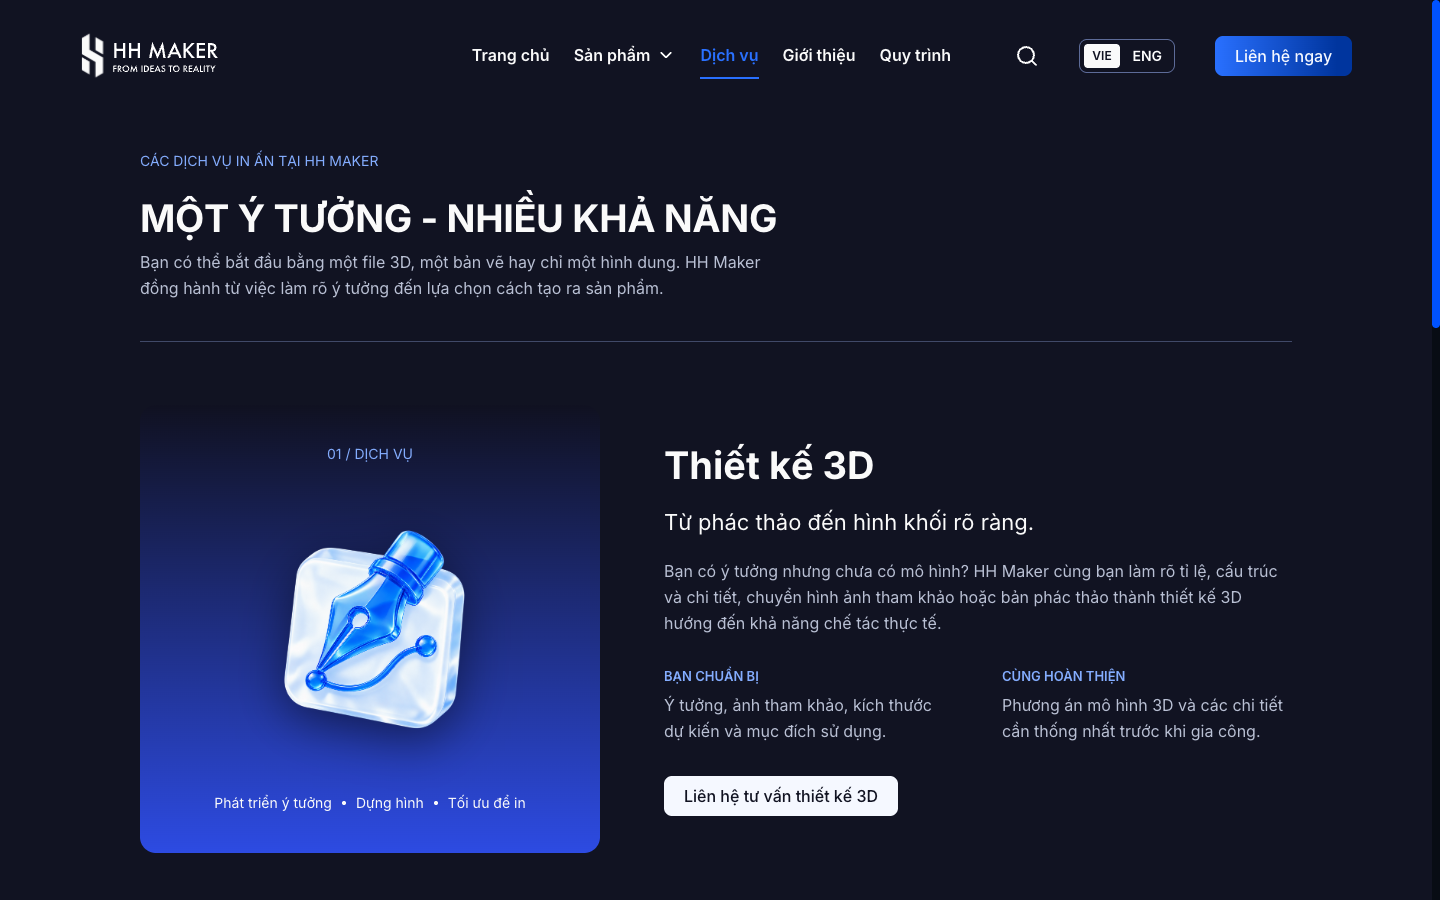 HH MAKER
FROM IDEAS TO REALITY
Trang chủ
Sản phẩm
Dịch vụ
Giới thiệu
Quy trình
VIE
ENG
Liên hệ ngay
CÁC DỊCH VỤ IN ẤN TẠI HH MAKER
MỘT Ý TƯỞNG - NHIỀU KHẢ NĂNG
Bạn có thể bắt đầu bằng một file 3D, một bản vẽ hay chỉ một hình dung. HH Maker
đồng hành từ việc làm rõ ý tưởng đến lựa chọn cách tạo ra sản phẩm.
01 / DỊCH VỤ
Phát triển ý tưởng • Dựng hình • Tối ưu để in
Thiết kế 3D
Từ phác thảo đến hình khối rõ ràng.
Bạn có ý tưởng nhưng chưa có mô hình? HH Maker cùng bạn làm rõ tỉ lệ, cấu trúc
và chi tiết, chuyển hình ảnh tham khảo hoặc bản phác thảo thành thiết kế 3D
hướng đến khả năng chế tác thực tế.
BẠN CHUẨN BỊ
Ý tưởng, ảnh tham khảo, kích thước
dự kiến và mục đích sử dụng.
CÙNG HOÀN THIỆN
Phương án mô hình 3D và các chi tiết
cần thống nhất trước khi gia công.
Liên hệ tư vấn thiết kế 3D